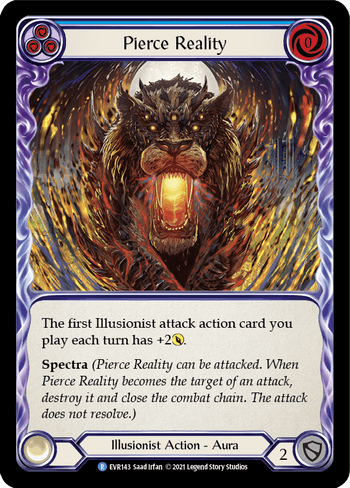 Pierce Reality
0
The first Illusionist attack action card you
play each turn has +2.
Spectra (Pierce Reality can be attacked. When
Pierce Reality becomes the target of an attack,
destroy it and close the combat chain. The attack
does not resolve.)
Illusionist Action - Aura
2
R EVR143 Saad Irfan © 2021 Legend Story Studios